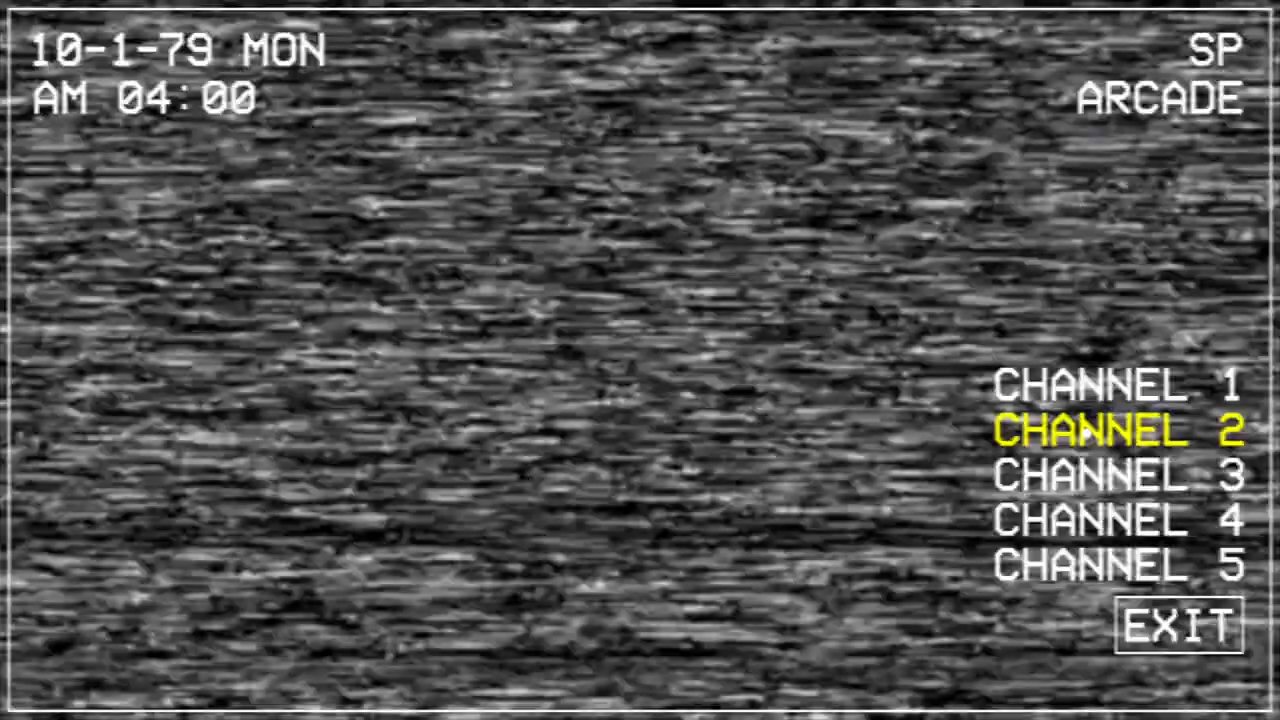 10-1-79 MON
AM 04:00
SP
ARCADE
CHANNEL 1
CHANNEL 2
CHANNEL 3
CHANNEL 4
CHANNEL 5
EXIT